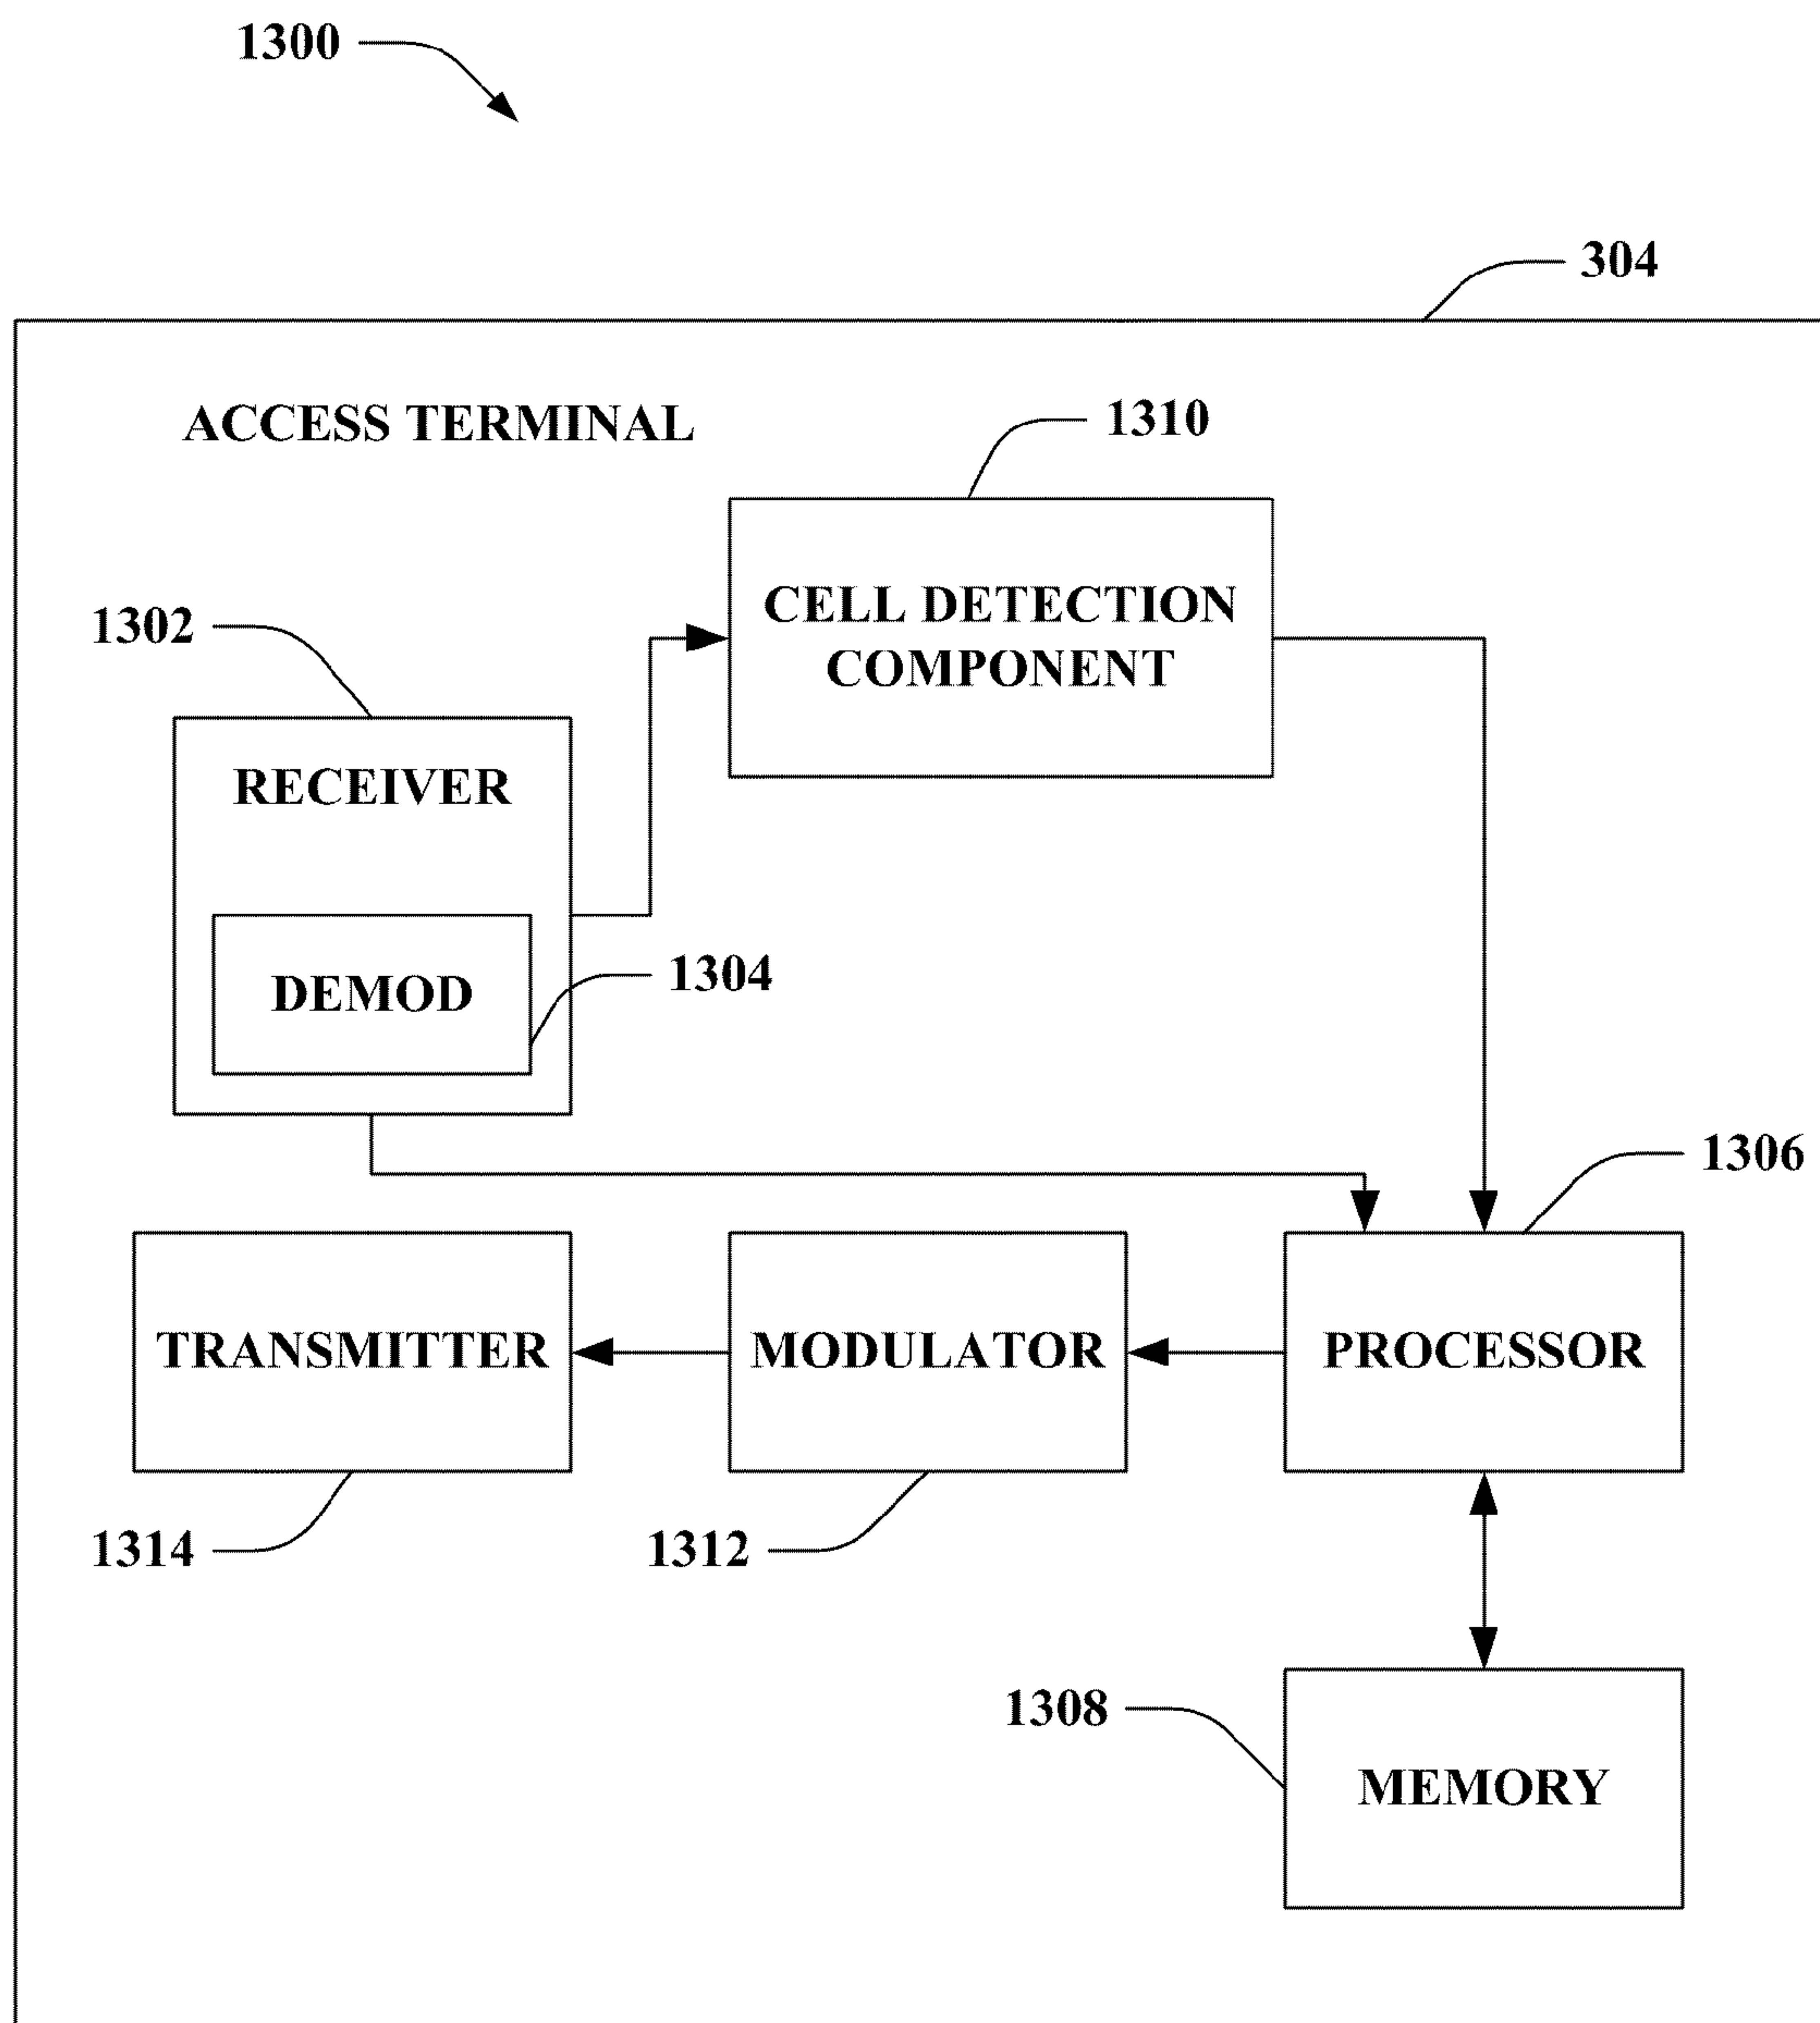 1300
304
ACCESS TERMINAL
1310
CELL DETECTION
COMPONENT
1302
RECEIVER
DEMOD
1304
1306
TRANSMITTER
MODULATOR
PROCESSOR
1314
1312
1308
MEMORY